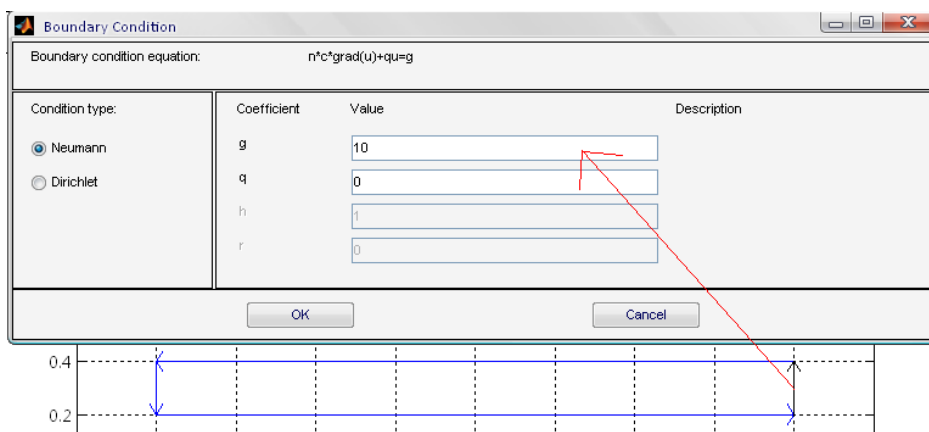 Boundary Condition
Boundary condition equation: n*c*grad(u)+qu=g
Condition type: Coefficient Value Description
Neumann g 10
Dirichlet q 0
h 1
r 0
OK Cancel
0.4
0.2